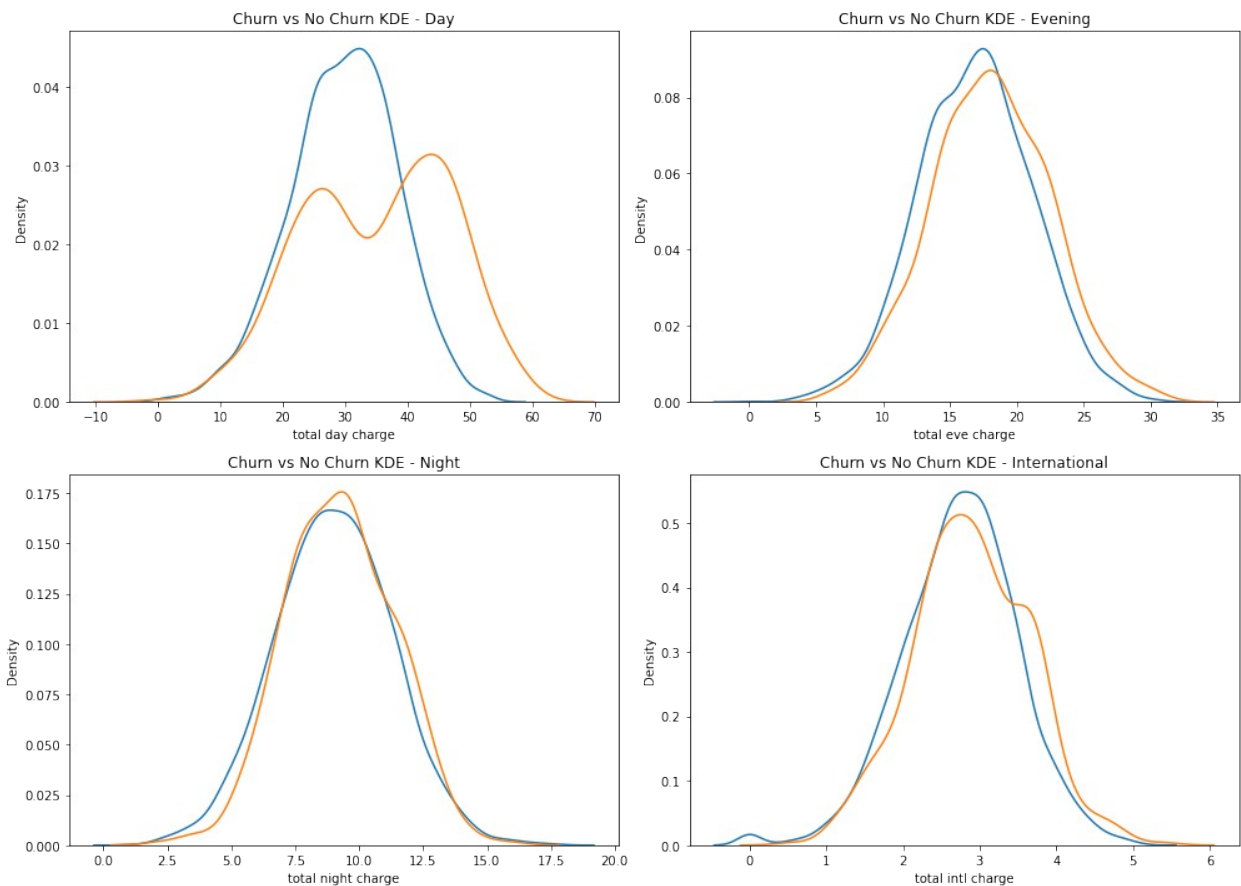 Churn vs No Churn KDE - Day
Density
0.04
0.03
0.02
0.01
0.00
−10 0 10 20 30 40 50 60 70
total day charge
Churn vs No Churn KDE - Evening
Density
0.08
0.06
0.04
0.02
0.00
0 5 10 15 20 25 30 35
total eve charge
Churn vs No Churn KDE - Night
Density
0.175
0.150
0.125
0.100
0.075
0.050
0.025
0.000
0.0 2.5 5.0 7.5 10.0 12.5 15.0 17.5 20.0
total night charge
Churn vs No Churn KDE - International
Density
0.5
0.4
0.3
0.2
0.1
0.0
0 1 2 3 4 5 6
total intl charge